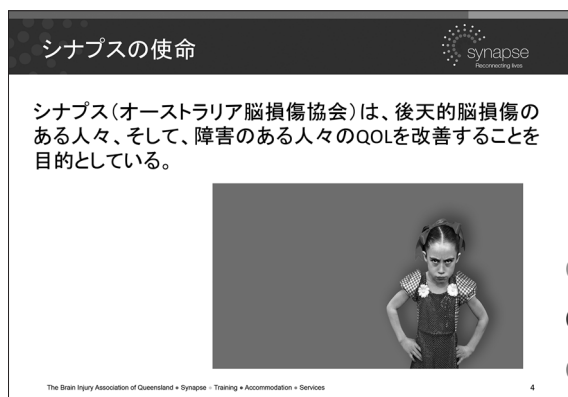 シナプスの使命
synapse
Reconnecting lives
シナプス(オーストラリア脳損傷協会)は、後天的脳損傷の
ある人々、そして、障害のある人々のQOLを改善することを
目的としている。
The Brain Injury Association of Queensland • Synapse • Training • Accommodation • Services
4